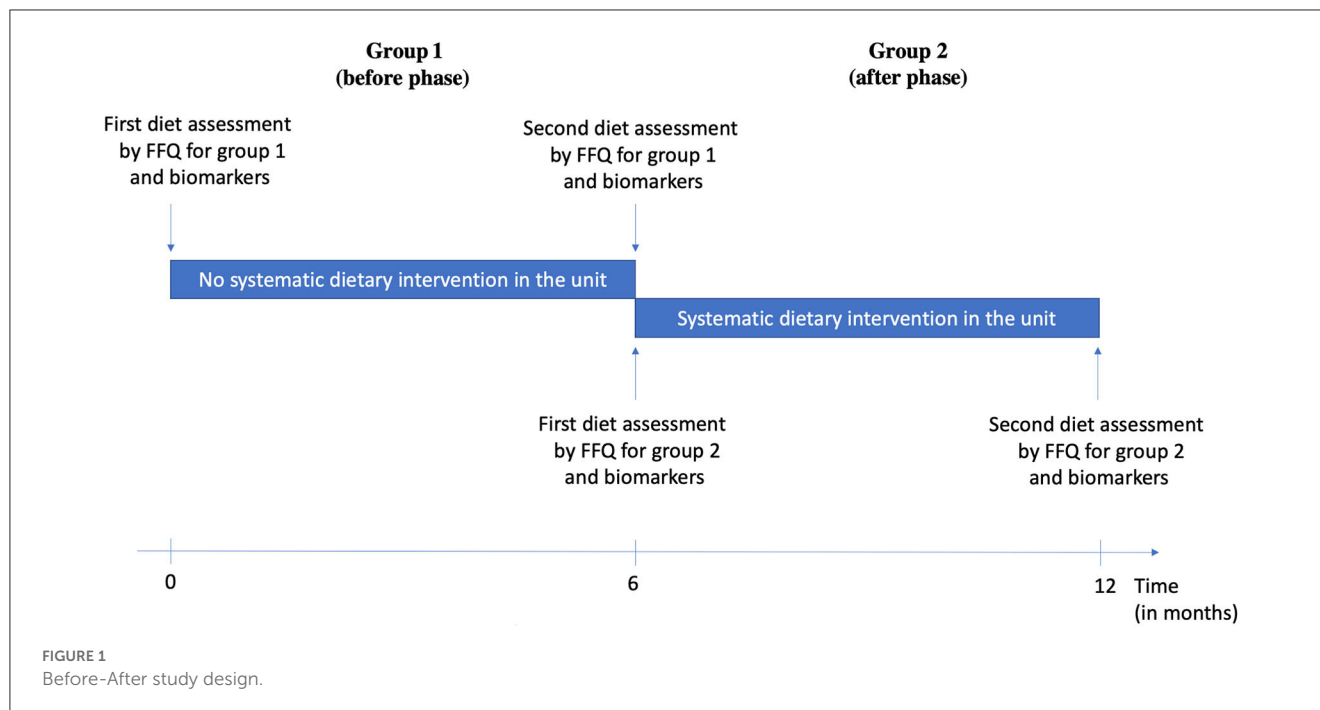 Group 1
(before phase)
Group 2
(after phase)
First diet assessment
by FFQ for group 1
and biomarkers
Second diet assessment
by FFQ for group 1
and biomarkers
No systematic dietary intervention in the unit
Systematic dietary intervention in the unit
First diet assessment
by FFQ for group 2
and biomarkers
Second diet assessment
by FFQ for group 2
and biomarkers
0
6
12
Time
(in months)
FIGURE 1
Before-After study design.